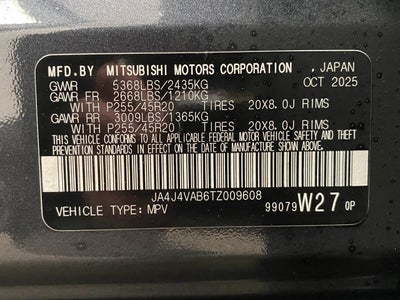 MFD.BY MITSUBISHI MOTORS CORPORATION , JAPAN
GVWR 5368LBS/2435KG OCT 2025
GAWR FR 2668LBS/1210KG
WITH P255/45R20 TIRES 20X8.0J RIMS
GAWR RR 3009LBS/1365KG
WITH P255/45R20 TIRES 20X8.0J RIMS
THIS VEHICLE CONFORMS TO ALL APPLICABLE FEDERAL MOTOR VEHICLE
SAFETY AND THEFT PREVENTION STANDARDS IN EFFECT ON THE DATE
OF MANUFACTURE SHOWN ABOVE.
JA4J4VAB6TZ009608
VEHICLE TYPE: MPV 99079 W27 0P